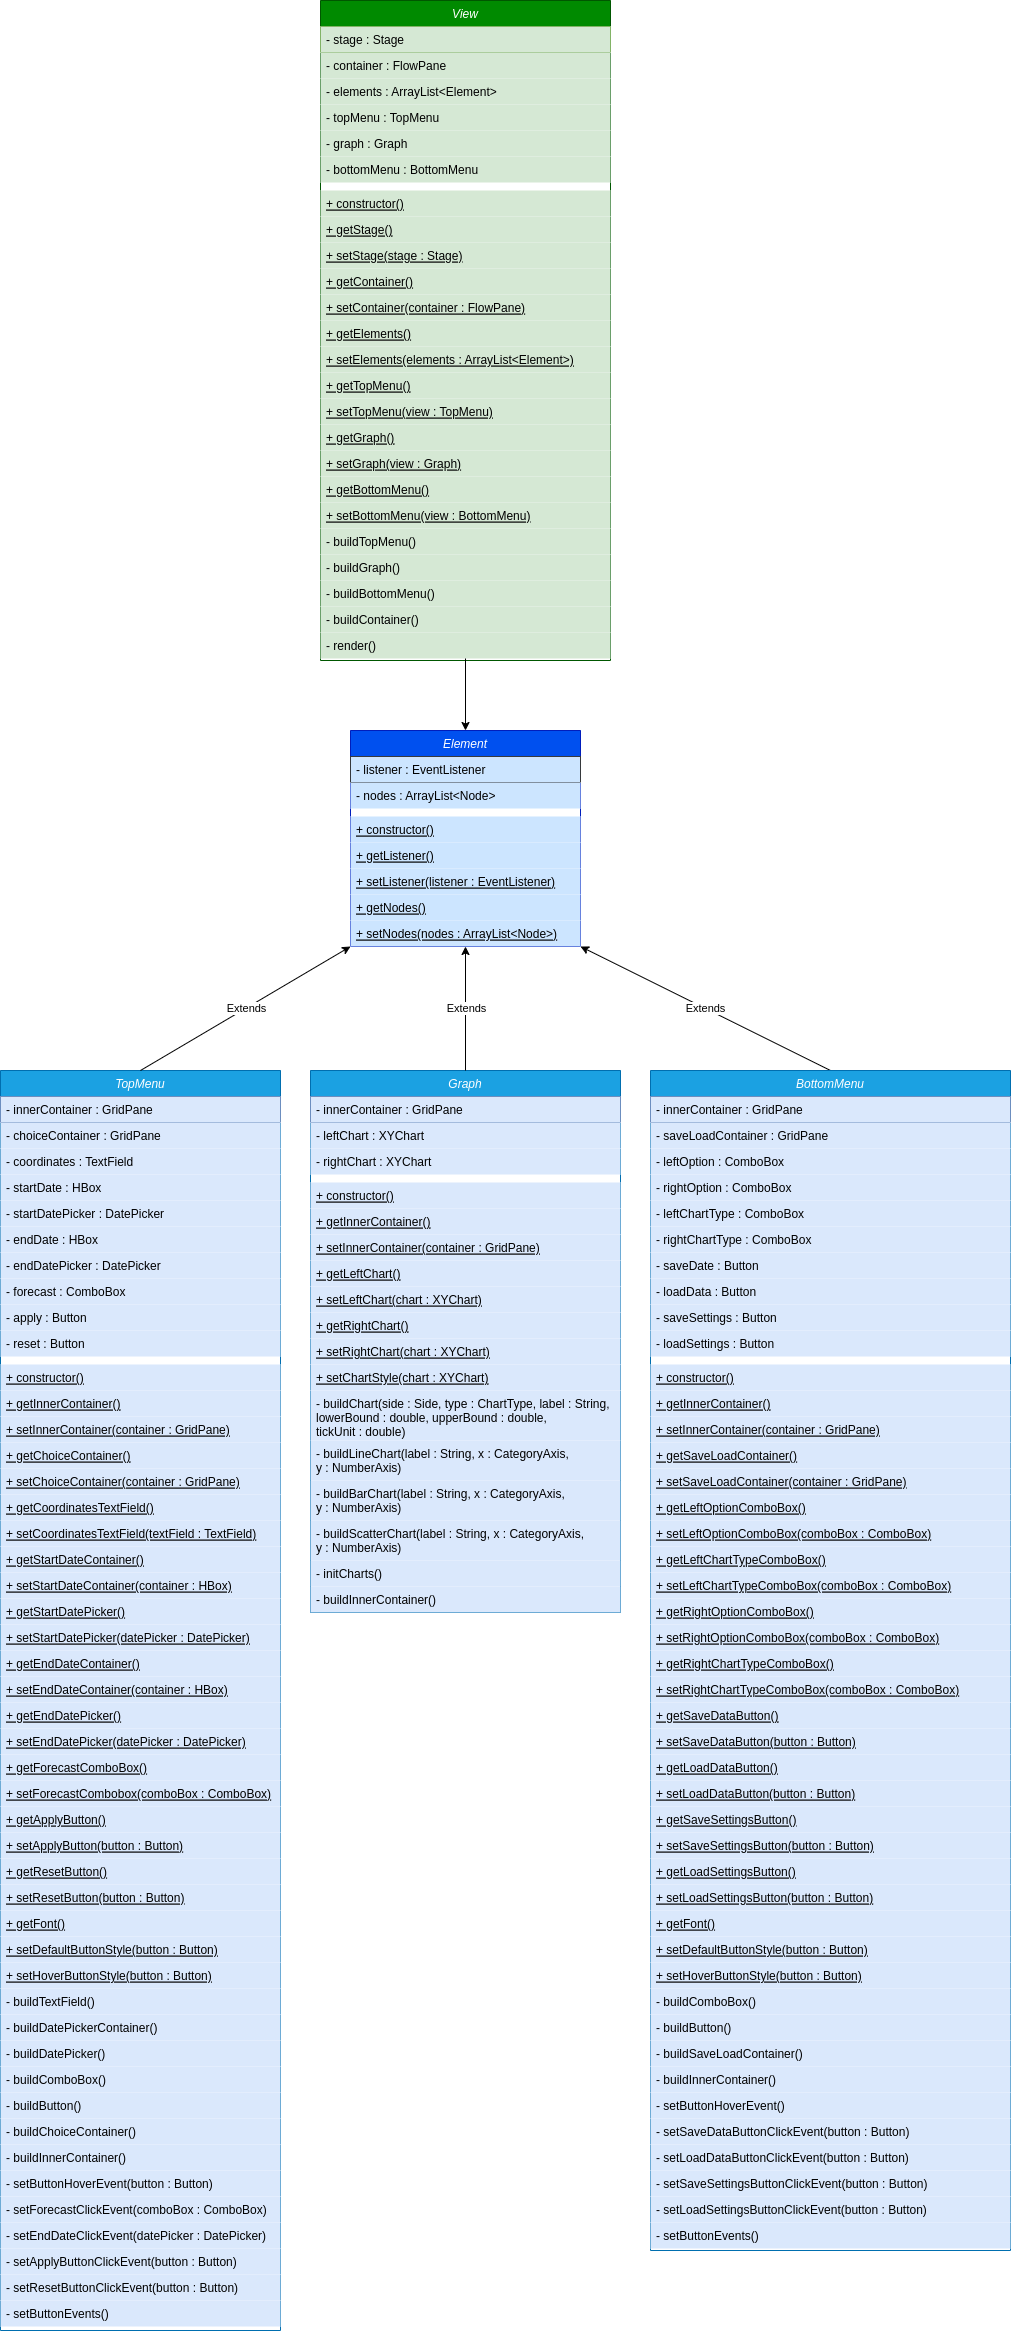 View
- stage : Stage
- container : FlowPane
- elements : ArrayList<Element>
- topMenu : TopMenu
- graph : Graph
- bottomMenu : BottomMenu
+ constructor()
+ getStage()
+ setStage(stage : Stage)
+ getContainer()
+ setContainer(container : FlowPane)
+ getElements()
+ setElements(elements : ArrayList<Element>)
+ getTopMenu()
+ setTopMenu(view : TopMenu)
+ getGraph()
+ setGraph(view : Graph)
+ getBottomMenu()
+ setBottomMenu(view : BottomMenu)
- buildTopMenu()
- buildGraph()
- buildBottomMenu()
- buildContainer()
- render()
Element
- listener : EventListener
- nodes : ArrayList<Node>
+ constructor()
+ getListener()
+ setListener(listener : EventListener)
+ getNodes()
+ setNodes(nodes : ArrayList<Node>)
Extends
Extends
Extends
TopMenu
- innerContainer : GridPane
- choiceContainer : GridPane
- coordinates : TextField
- startDate : HBox
- startDatePicker : DatePicker
- endDate : HBox
- endDatePicker : DatePicker
- forecast : ComboBox
- apply : Button
- reset : Button
+ constructor()
+ getInnerContainer()
+ setInnerContainer(container : GridPane)
+ getChoiceContainer()
+ setChoiceContainer(container : GridPane)
+ getCoordinatesTextField()
+ setCoordinatesTextField(textField : TextField)
+ getStartDateContainer()
+ setStartDateContainer(container : HBox)
+ getStartDatePicker()
+ setStartDatePicker(datePicker : DatePicker)
+ getEndDateContainer()
+ setEndDateContainer(container : HBox)
+ getEndDatePicker()
+ setEndDatePicker(datePicker : DatePicker)
+ getForecastComboBox()
+ setForecastCombobox(comboBox : ComboBox)
+ getApplyButton()
+ setApplyButton(button : Button)
+ getResetButton()
+ setResetButton(button : Button)
+ getFont()
+ setDefaultButtonStyle(button : Button)
+ setHoverButtonStyle(button : Button)
- buildTextField()
- buildDatePickerContainer()
- buildDatePicker()
- buildComboBox()
- buildButton()
- buildChoiceContainer()
- buildInnerContainer()
- setButtonHoverEvent(button : Button)
- setForecastClickEvent(comboBox : ComboBox)
- setEndDateClickEvent(datePicker : DatePicker)
- setApplyButtonClickEvent(button : Button)
- setResetButtonClickEvent(button : Button)
- setButtonEvents()
Graph
- innerContainer : GridPane
- leftChart : XYChart
- rightChart : XYChart
+ constructor()
+ getInnerContainer()
+ setInnerContainer(container : GridPane)
+ getLeftChart()
+ setLeftChart(chart : XYChart)
+ getRightChart()
+ setRightChart(chart : XYChart)
+ setChartStyle(chart : XYChart)
- buildChart(side : Side, type : ChartType, label : String,
lowerBound : double, upperBound : double,
tickUnit : double)
- buildLineChart(label : String, x : CategoryAxis,
y : NumberAxis)
- buildBarChart(label : String, x : CategoryAxis,
y : NumberAxis)
- buildScatterChart(label : String, x : CategoryAxis,
y : NumberAxis)
- initCharts()
- buildInnerContainer()
BottomMenu
- innerContainer : GridPane
- saveLoadContainer : GridPane
- leftOption : ComboBox
- rightOption : ComboBox
- leftChartType : ComboBox
- rightChartType : ComboBox
- saveDate : Button
- loadData : Button
- saveSettings : Button
- loadSettings : Button
+ constructor()
+ getInnerContainer()
+ setInnerContainer(container : GridPane)
+ getSaveLoadContainer()
+ setSaveLoadContainer(container : GridPane)
+ getLeftOptionComboBox()
+ setLeftOptionComboBox(comboBox : ComboBox)
+ getLeftChartTypeComboBox()
+ setLeftChartTypeComboBox(comboBox : ComboBox)
+ getRightOptionComboBox()
+ setRightOptionComboBox(comboBox : ComboBox)
+ getRightChartTypeComboBox()
+ setRightChartTypeComboBox(comboBox : ComboBox)
+ getSaveDataButton()
+ setSaveDataButton(button : Button)
+ getLoadDataButton()
+ setLoadDataButton(button : Button)
+ getSaveSettingsButton()
+ setSaveSettingsButton(button : Button)
+ getLoadSettingsButton()
+ setLoadSettingsButton(button : Button)
+ getFont()
+ setDefaultButtonStyle(button : Button)
+ setHoverButtonStyle(button : Button)
- buildComboBox()
- buildButton()
- buildSaveLoadContainer()
- buildInnerContainer()
- setButtonHoverEvent()
- setSaveDataButtonClickEvent(button : Button)
- setLoadDataButtonClickEvent(button : Button)
- setSaveSettingsButtonClickEvent(button : Button)
- setLoadSettingsButtonClickEvent(button : Button)
- setButtonEvents()